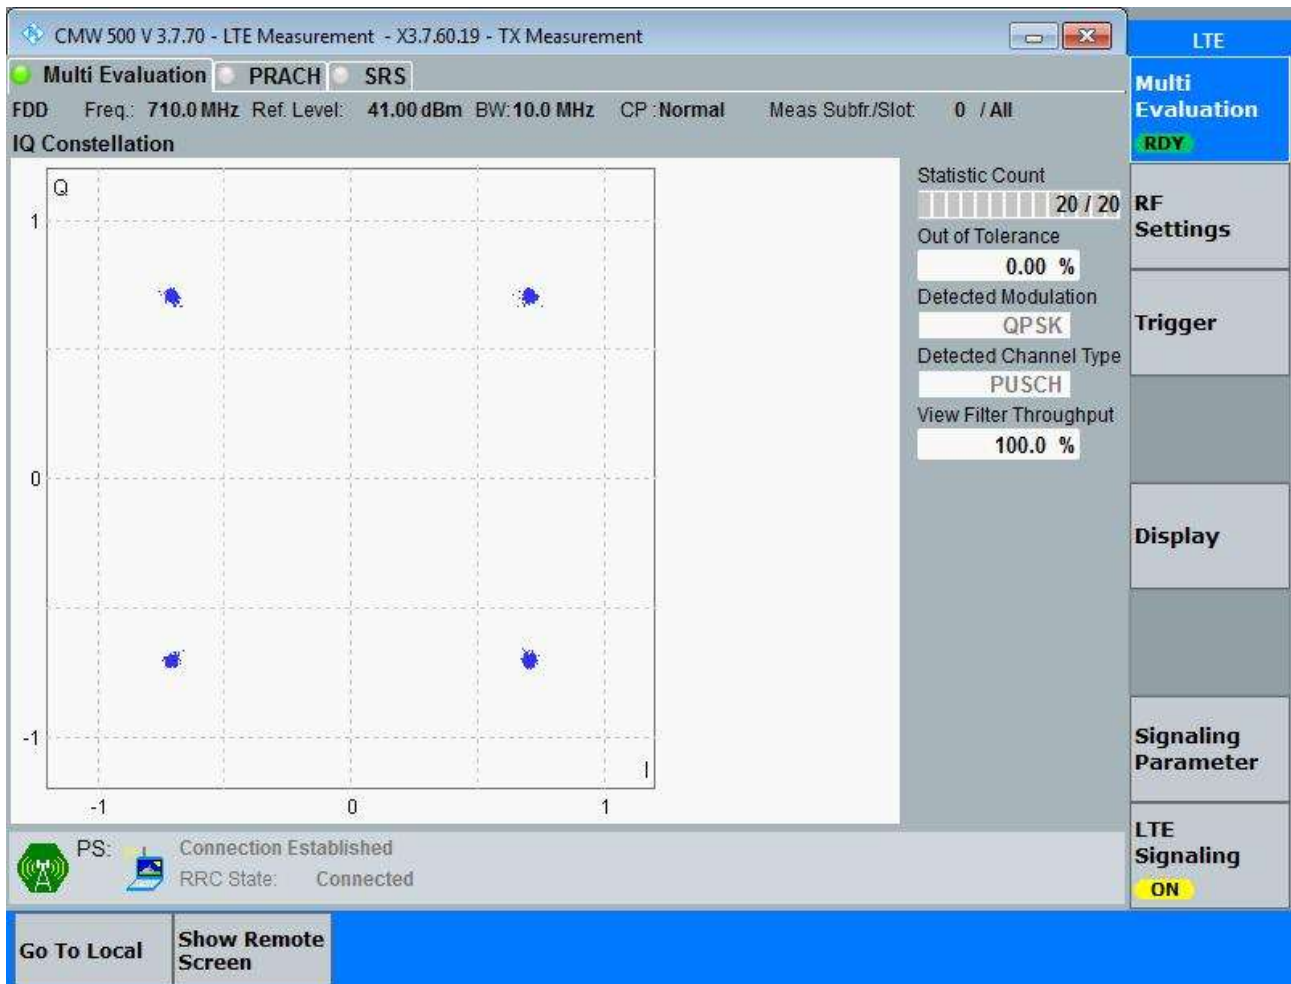 CMW 500 V 3.7.70 - LTE Measurement - X3.7.60.19 - TX Measurement
LTE
Multi Evaluation PRACH SRS
FDD Freq.: 710.0 MHz Ref. Level: 41.00 dBm BW: 10.0 MHz CP : Normal Meas Subfr./Slot: 0 / All
IQ Constellation
Q
1
0
-1
I
-1 0 1
Statistic Count
20 / 20
Out of Tolerance
0.00 %
Detected Modulation
QPSK
Detected Channel Type
PUSCH
View Filter Throughput
100.0 %
PS: Connection Established
RRC State: Connected
Multi
Evaluation
RDY
RF
Settings
Trigger
Display
Signaling
Parameter
LTE
Signaling
ON
Go To Local
Show Remote
Screen